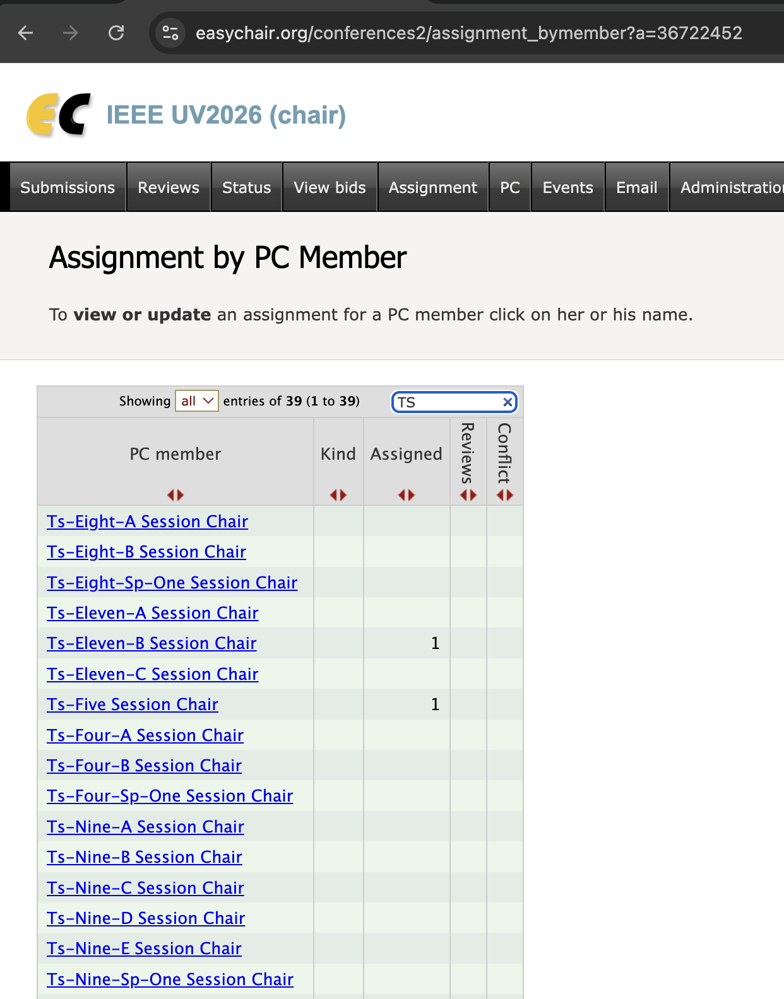 easychair.org/conferences2/assignment_bymember?a=36722452
EC
IEEE UV2026 (chair)
Submissions Reviews Status View bids Assignment PC Events Email Administratio
Assignment by PC Member
To view or update an assignment for a PC member click on her or his name.
Showing all entries of 39 (1 to 39) TS
PC member Kind Assigned Reviews Conflict
Ts-Eight-A Session Chair
Ts-Eight-B Session Chair
Ts-Eight-Sp-One Session Chair
Ts-Eleven-A Session Chair
Ts-Eleven-B Session Chair 1
Ts-Eleven-C Session Chair
Ts-Five Session Chair 1
Ts-Four-A Session Chair
Ts-Four-B Session Chair
Ts-Four-Sp-One Session Chair
Ts-Nine-A Session Chair
Ts-Nine-B Session Chair
Ts-Nine-C Session Chair
Ts-Nine-D Session Chair
Ts-Nine-E Session Chair
Ts-Nine-Sp-One Session Chair